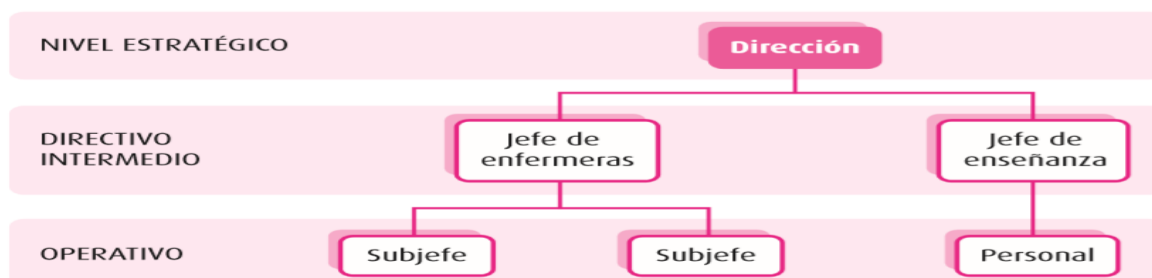 NIVEL ESTRATÉGICO
Dirección
DIRECTIVO
INTERMEDIO
Jefe de
enfermeras
Jefe de
enseñanza
OPERATIVO
Subjefe
Subjefe
Personal